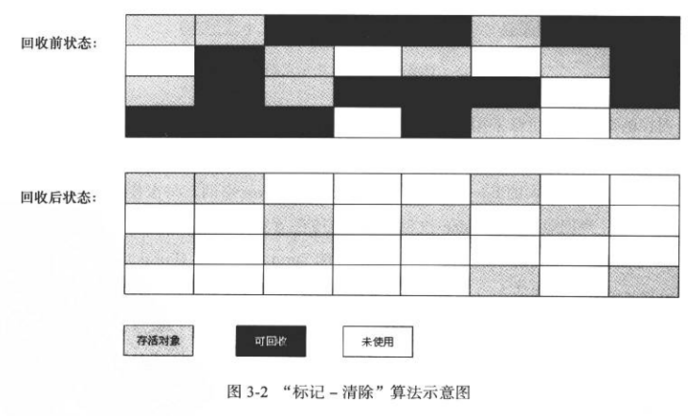 回收前状态：
回收后状态：
存活对象
可回收
未使用
图 3-2 “标记－清除”算法示意图